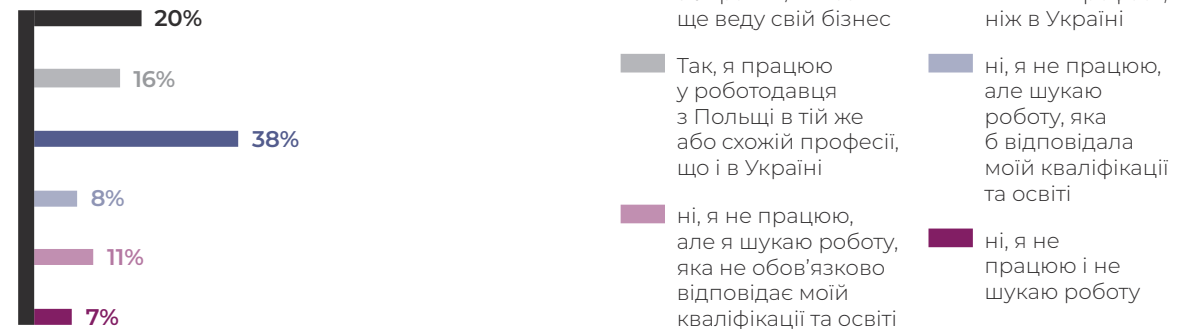 20%
16%
38%
8%
11%
7%
ще веду свій бізнес
Так, я працюю
у роботодавця
з Польщі в тій же
або схожій професії,
що і в Україні
ні, я не працюю,
але я шукаю роботу,
яка не обов’язково
відповідає моїй
кваліфікації та освіті
ніж в Україні
ні, я не працюю,
але шукаю
роботу, яка
б відповідала
моїй кваліфікації
та освіті
ні, я не
працюю і не
шукаю роботу